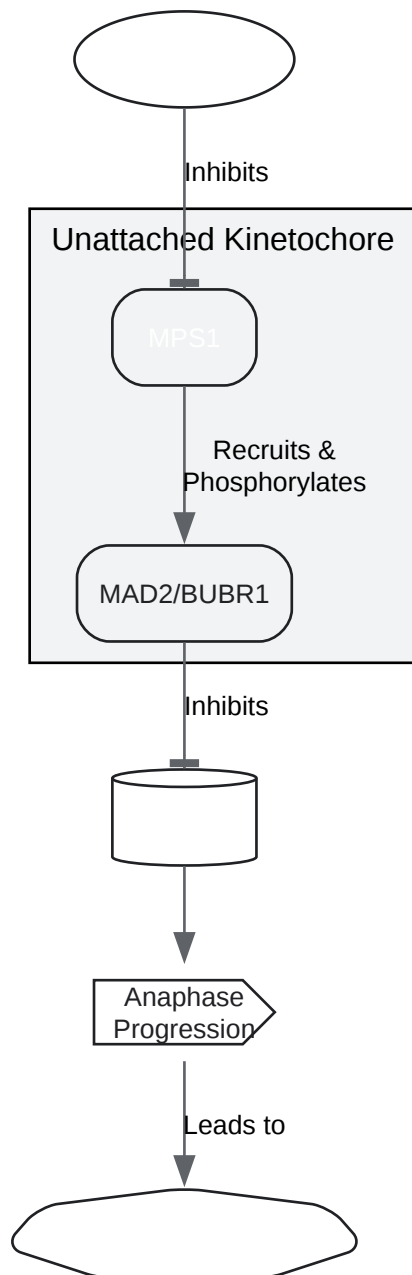 Inhibits
Unattached Kinetochore
MPS1
Recruits &
Phosphorylates
MAD2/BUBR1
Inhibits
Anaphase
Progression
Leads to